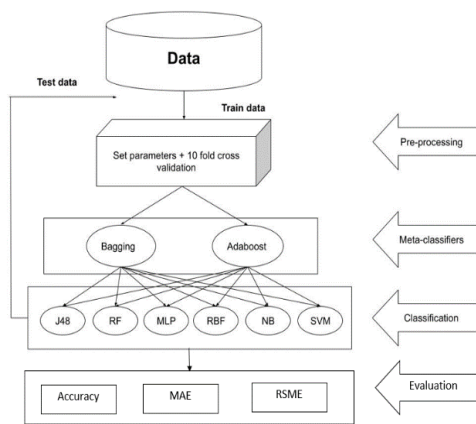 Data
Test data
Train data
Set parameters + 10 fold cross
validation
Pre-processing
Bagging
Adaboost
Meta-classifiers
J48
RF
MLP
RBF
NB
SVM
Classification
Accuracy
MAE
RSME
Evaluation